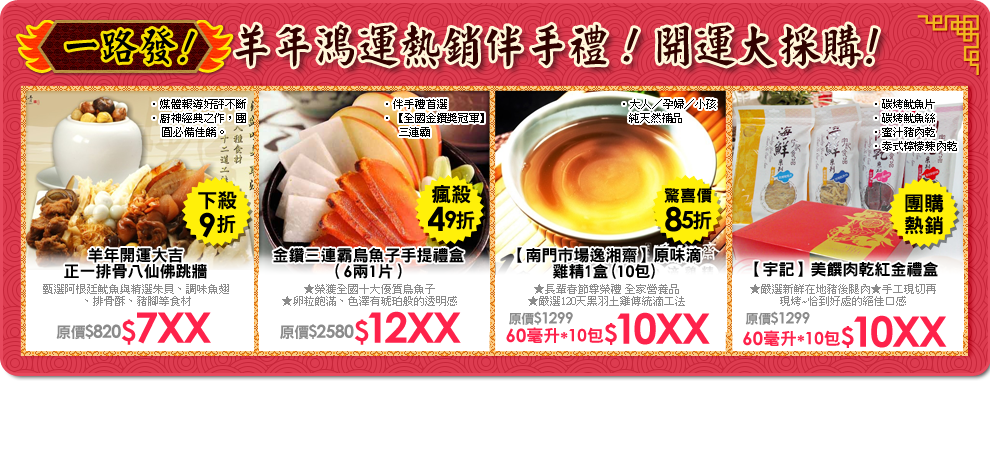 一路發!羊年鴻運熱銷伴手禮!開運大採購!
・媒體報導好評不斷
・廚神經典之作,團
圓必備佳餚。
下殺
9折
羊年開運大吉
正一排骨八仙佛跳牆
甄選阿根廷魷魚與精選朱貝、調味魚翅
、排骨酥、豬腳等食材
原價$820$7XX
・伴手禮首選
・【全國金鑽獎冠軍】
三連霸
瘋殺
49折
金鑽三連霸烏魚子手提禮盒
(6兩1片)
★榮獲全國十大優質烏魚子
★卵粒飽滿、色澤有琥珀般的透明感
原價$2580$12XX
・大人/孕婦/小孩
純天然補品
驚喜價
85折
【南門市場逸湘齋】原味滴
雞精1盒(10包)
★長輩春節尊榮禮 全家營養品
★嚴選120天黑羽土雞傳統滴工法
原價$1299
60毫升*10包$10XX
・碳烤魷魚片
・碳烤魷魚絲
・蜜汁豬肉乾
・泰式檸檬辣肉乾
海鮮
團購
熱銷
【宇記】美饌肉乾紅金禮盒
★嚴選新鮮在地豬後腿肉★手工現切再
現烤~恰到好處的絕佳口感
原價$1299
60毫升*10包$10XX